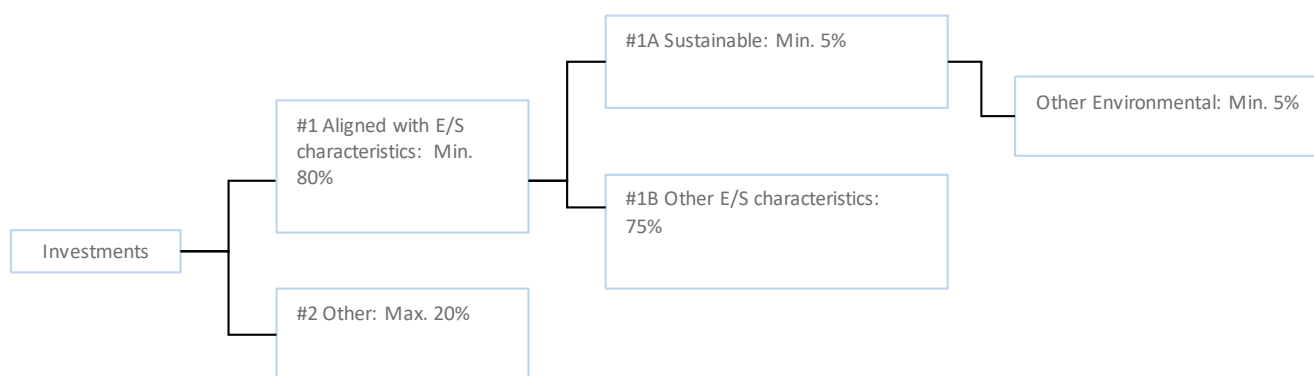 Investments
#1 Aligned with E/S
characteristics:  Min.
80%
#2 Other: Max. 20%
#1A Sustainable: Min. 5%
#1B Other E/S characteristics:
75%
Other Environmental: Min. 5%